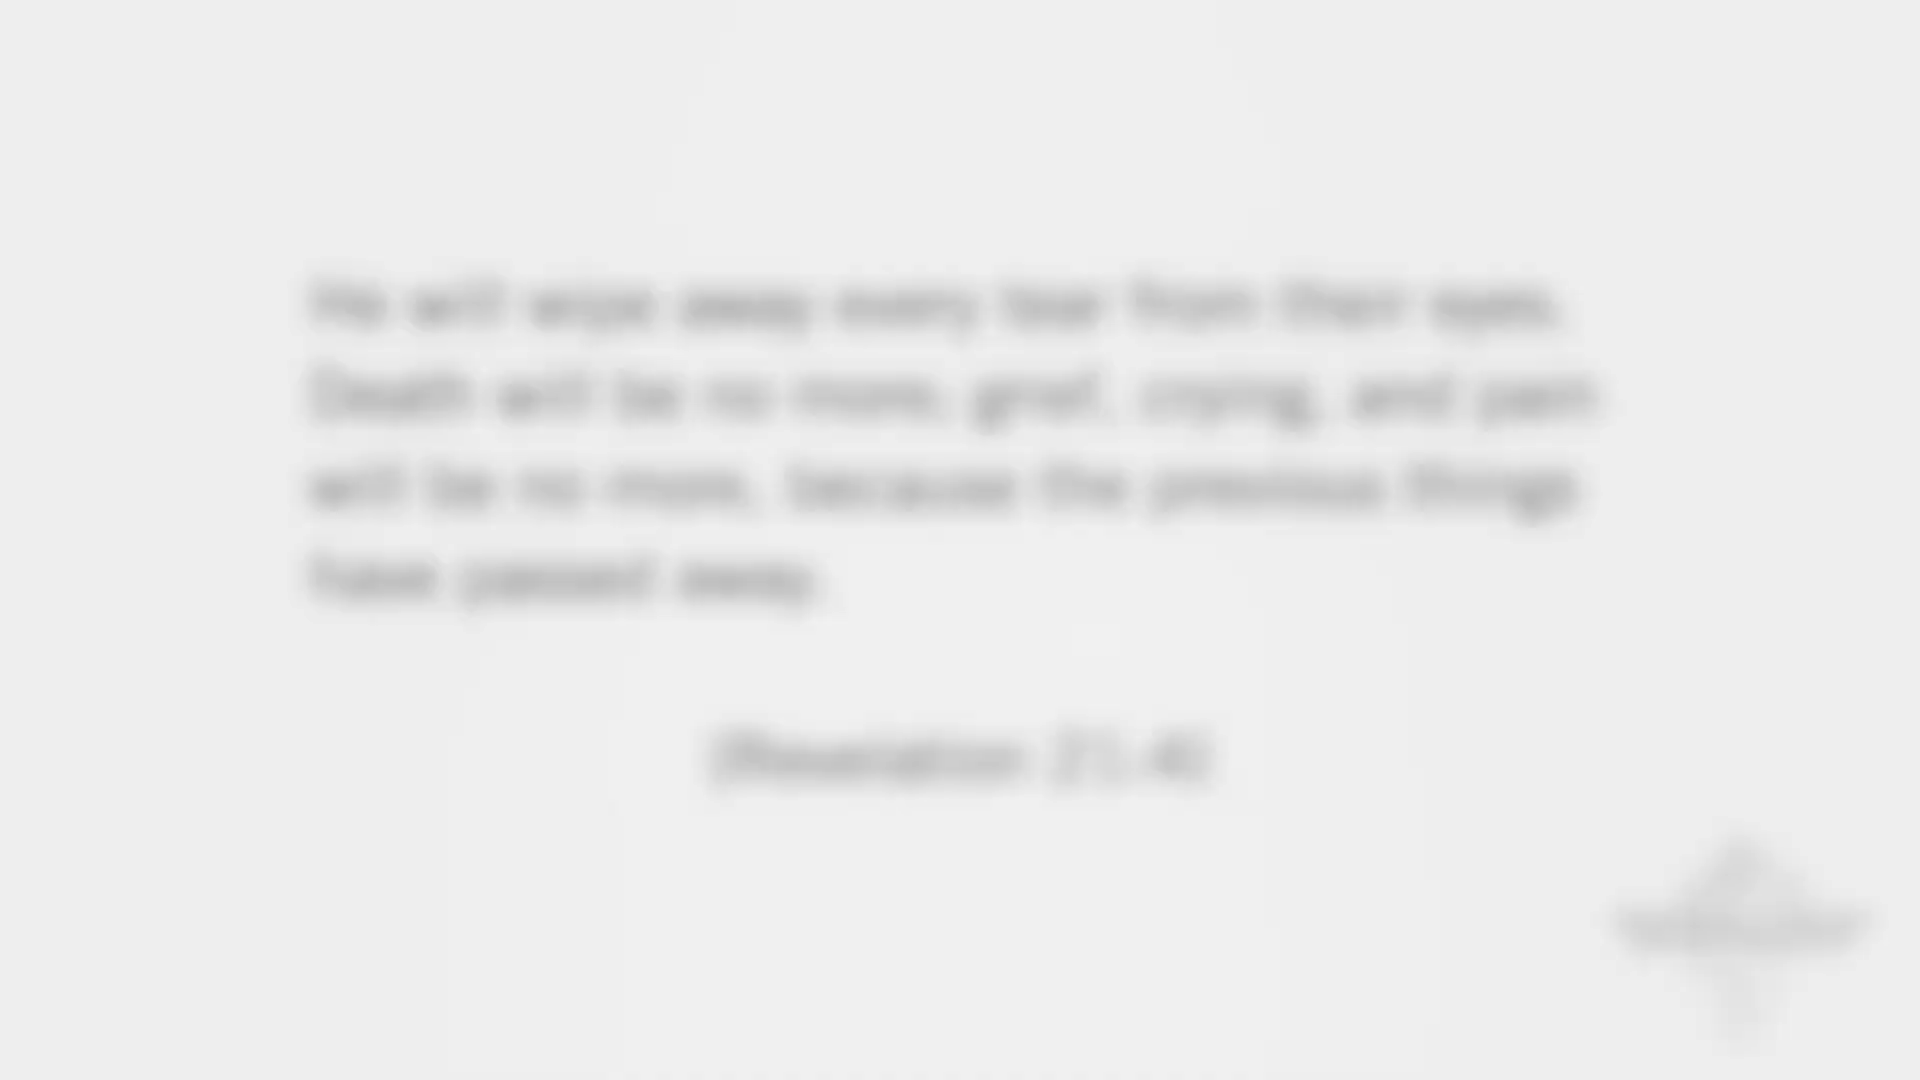 He will wipe away every tear from their eyes.
Death will be no more; grief, crying, and pain
will be no more, because the previous things
have passed away.
(Revelation 21:4)